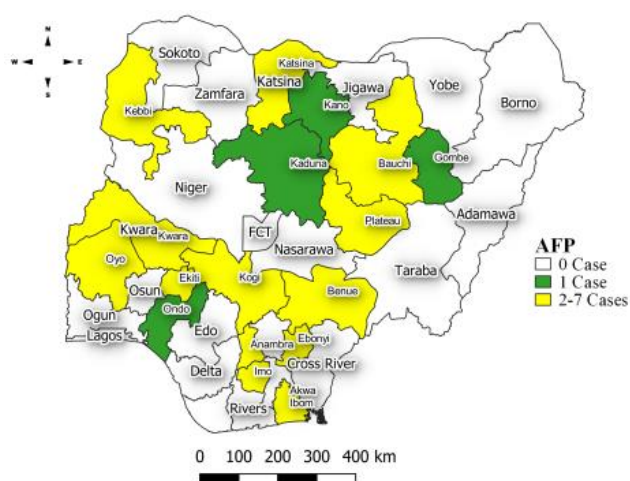 N
W E
S
Sokoto
Katsina
Katsina
Jigawa
Yobe
Borno
Zamfara
Kano
Kebbi
Kaduna
Bauchi
Gombe
Niger
Adamawa
Plateau
FCT
Kwara
Kwara
Nasarawa
Taraba
Oyo
Osun
Ekiti
Kogi
Benue
Ogun
Ondo
Edo
Lagos
Anambra
Ebonyi
Delta
Imo
Cross River
Rivers
Akwa
Ibom
AFP
0 Case
1 Case
2-7 Cases
0 100 200 300 400 km